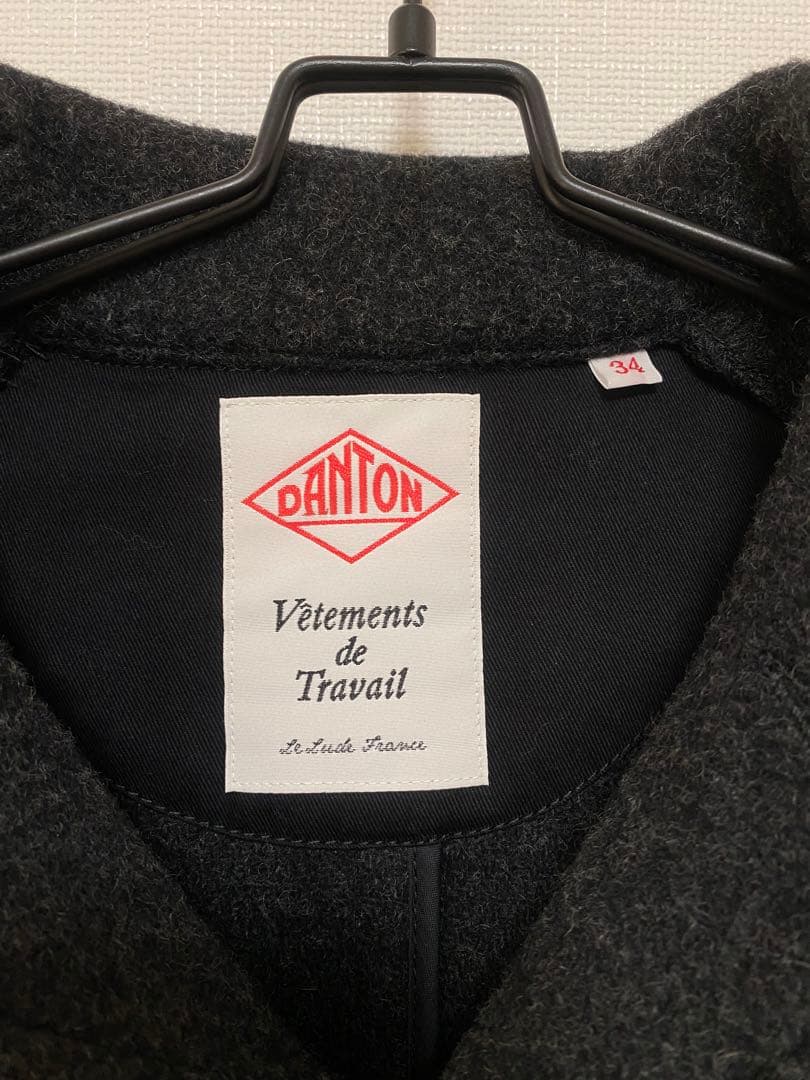 34
DANTON
Vêtements
de
Travail
Le Lude France